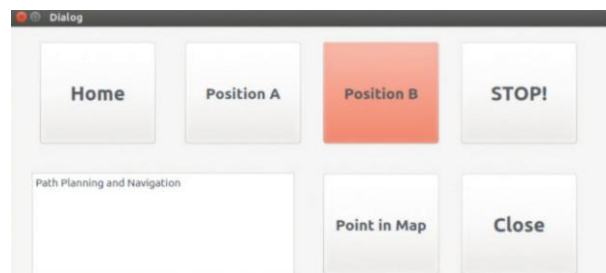 Dialog
Home
Position A
Position B
STOP!
Path Planning and Navigation
Point in Map
Close